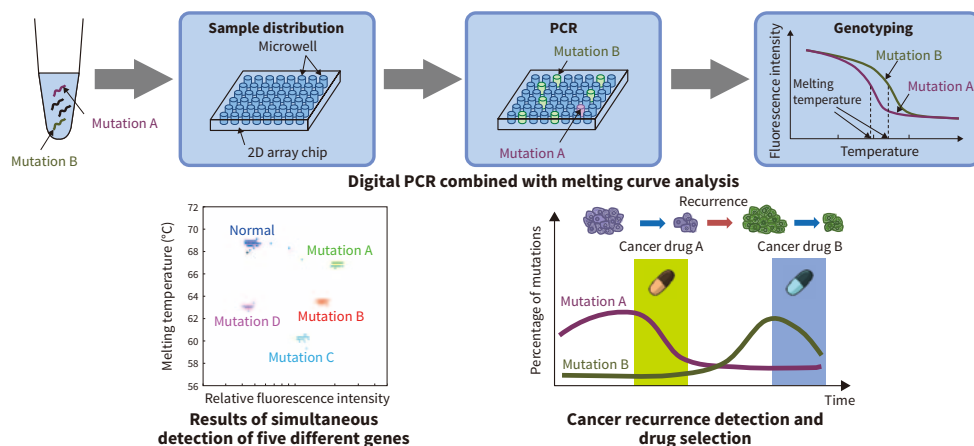 Mutation A
Mutation B
Sample distribution
Microwell
2D array chip
PCR
Mutation B
Mutation A
Genotyping
Fluorescence intensity
Mutation B
Melting
temperature
Mutation A
Temperature
Digital PCR combined with melting curve analysis
Melting temperature (°C)
72
70
68
66
64
62
60
58
56
Normal
Mutation A
Mutation D
Mutation B
Mutation C
Relative fluorescence intensity
Results of simultaneous
detection of five different genes
Percentage of mutations
Recurrence
Cancer drug A
Cancer drug B
Mutation A
Mutation B
Time
Cancer recurrence detection and
drug selection